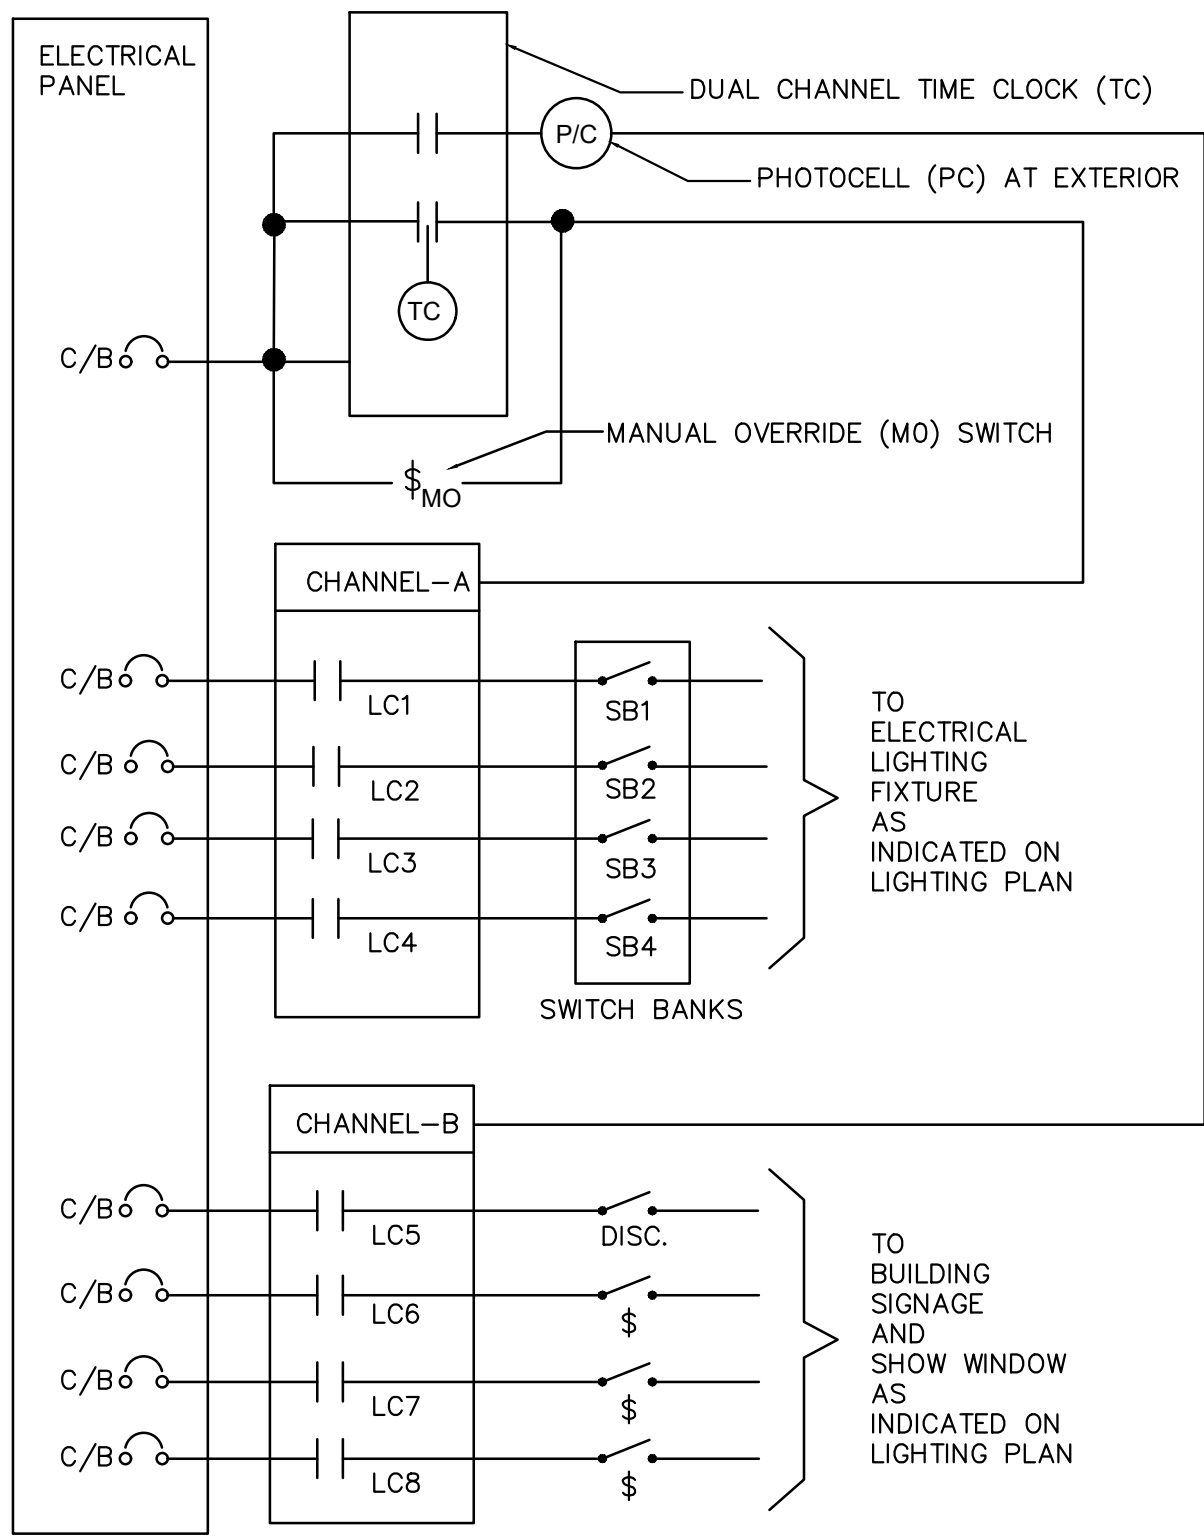 ELECTRICAL
PANEL
DUAL CHANNEL TIME CLOCK (TC)
P/C
PHOTOCELL (PC) AT EXTERIOR
TC
C/B
MANUAL OVERRIDE (MO) SWITCH
$MO
CHANNEL-A
C/B
LC1
SB1
C/B
LC2
SB2
C/B
LC3
SB3
C/B
LC4
SB4
SWITCH BANKS
TO
ELECTRICAL
LIGHTING
FIXTURE
AS
INDICATED ON
LIGHTING PLAN
CHANNEL-B
C/B
LC5
DISC.
C/B
LC6
$
C/B
LC7
$
C/B
LC8
$
TO
BUILDING
SIGNAGE
AND
SHOW WINDOW
AS
INDICATED ON
LIGHTING PLAN